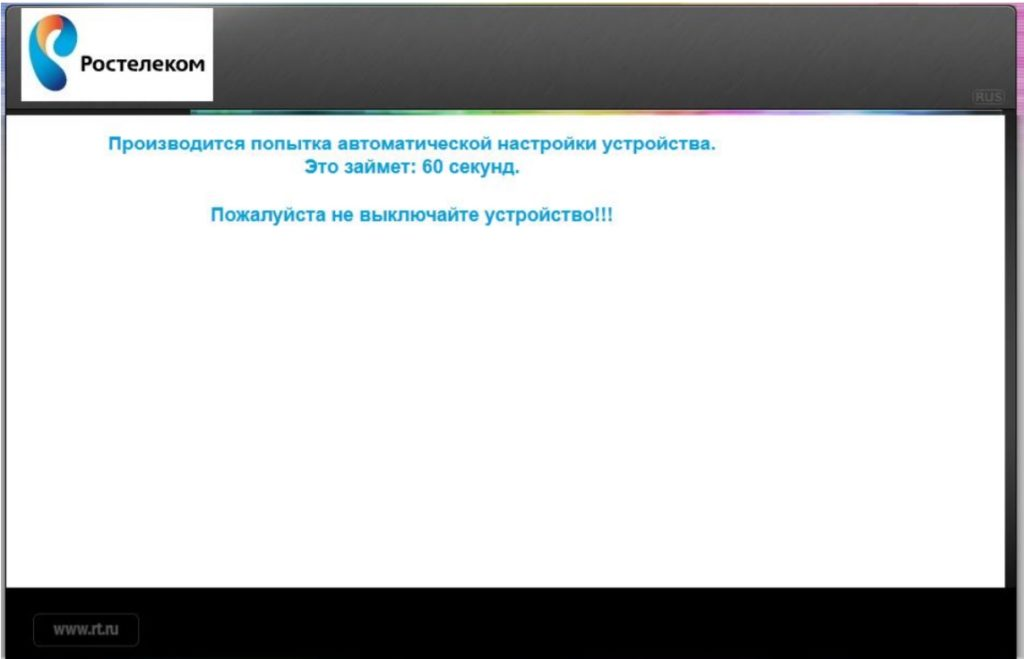 Ростелеком
RUS
Производится попытка автоматической настройки устройства.
Это займет: 60 секунд.
Пожалуйста не выключайте устройство!!!
www.rt.ru